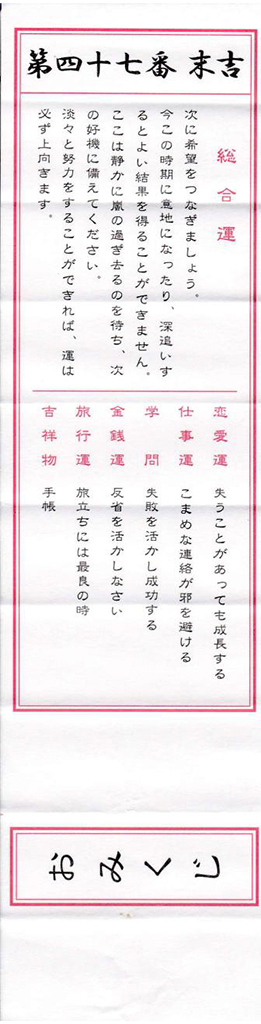 第四十七番 末吉
総合運
次に希望をつなぎましょう。
今この時期に意地になったり、深追いす
るとよい結果を得ることができません。
ここは静かに嵐の過ぎ去るのを待ち、次
の好機に備えてください。
淡々と努力をすることができれば、運は
必ず上向きます。
恋愛運 失うことがあっても成長する
仕事運 こまめな連絡が邪を避ける
学問 失敗を活かし成功する
金銭運 反省を活かしなさい
旅行運 旅立ちには最良の時
吉祥物 手帳
おみくじ